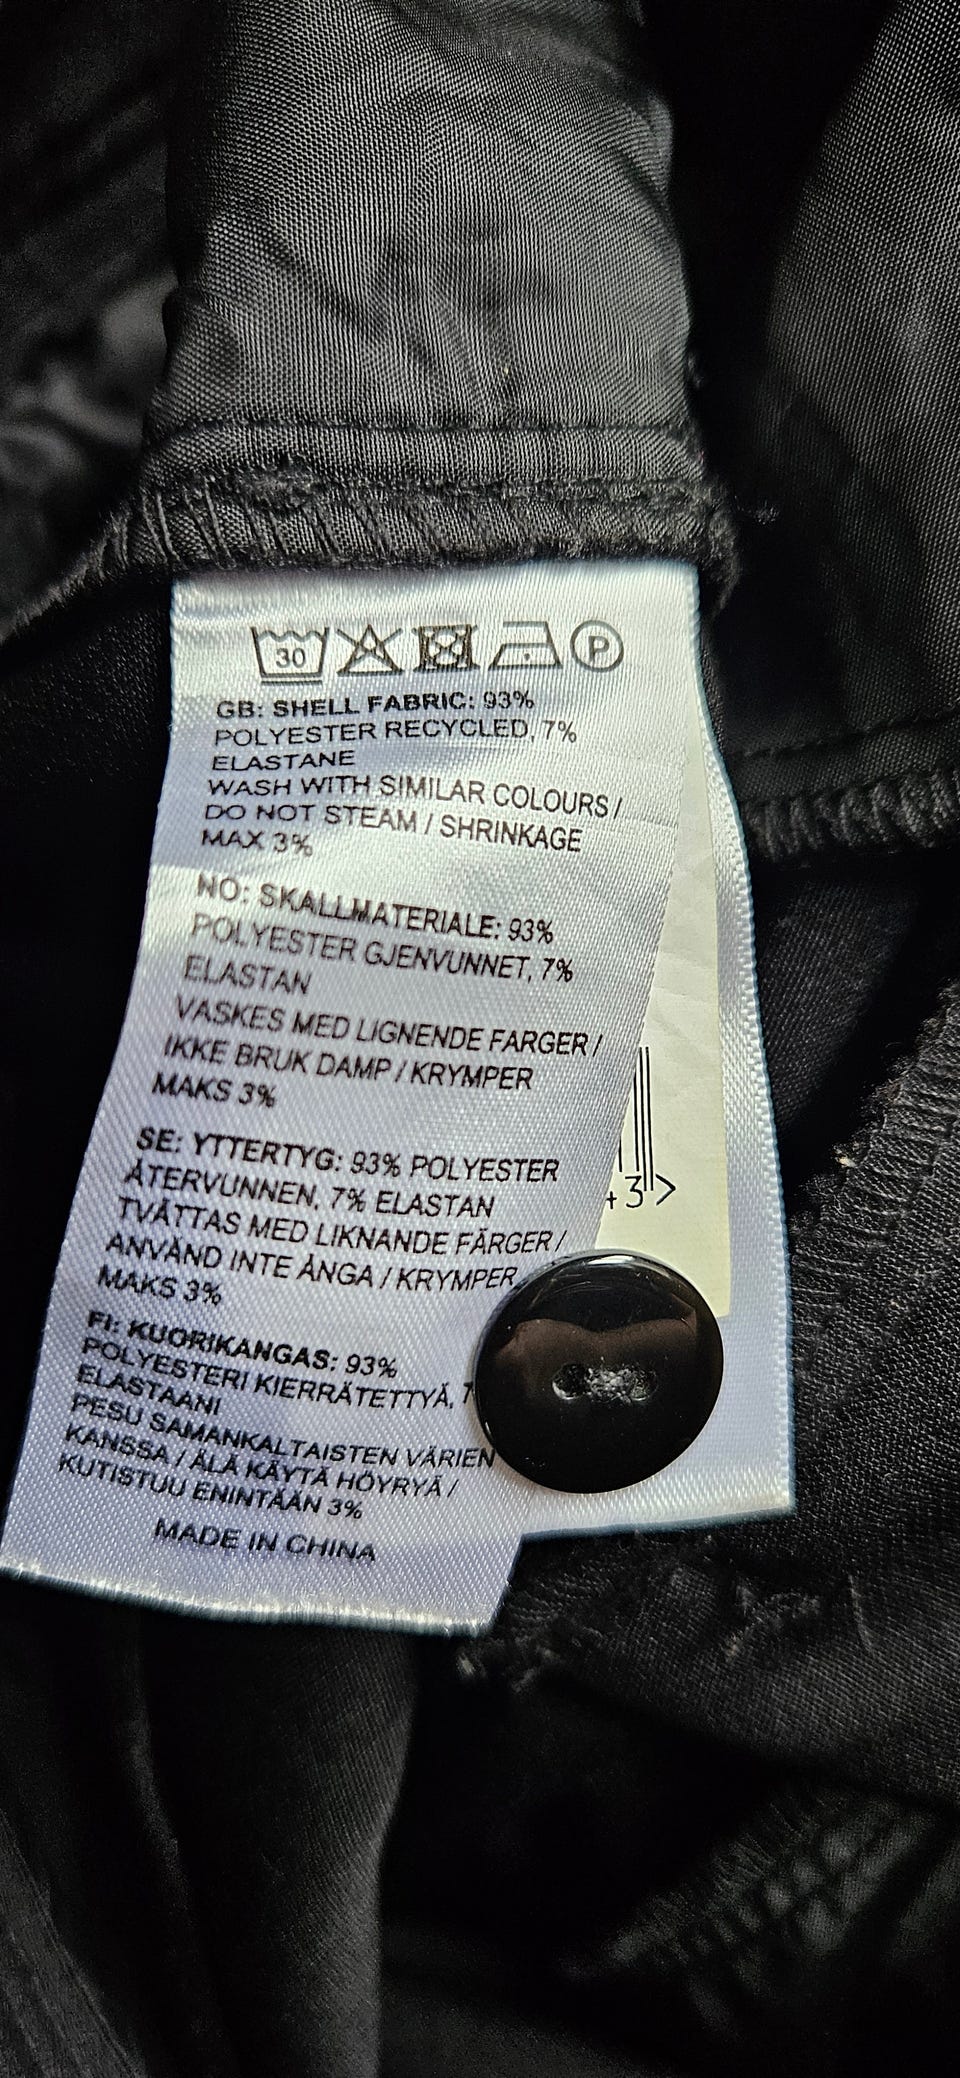 30
P
GB: SHELL FABRIC: 93%
POLYESTER RECYCLED, 7%
ELASTANE
WASH WITH SIMILAR COLOURS /
DO NOT STEAM / SHRINKAGE
MAX 3%
NO: SKALLMATERIALE: 93%
POLYESTER GJENVUNNET, 7%
ELASTAN
VASKES MED LIGNENDE FARGER /
IKKE BRUK DAMP / KRYMPER
MAKS 3%
SE: YTTERTYG: 93% POLYESTER
ÅTERVUNNEN, 7% ELASTAN
TVÄTTAS MED LIKNANDE FÄRGER /
ANVÄND INTE ÅNGA / KRYMPER
MAKS 3%
FI: KUORIKANGAS: 93%
POLYESTERI KIERRÄTETTYÄ, 7
ELASTAANI
PESU SAMANKALTAISTEN VÄRIEN
KANSSA / ÄLÄ KÄYTÄ HÖYRYÄ /
KUTISTUU ENINTÄÄN 3%
MADE IN CHINA
3>